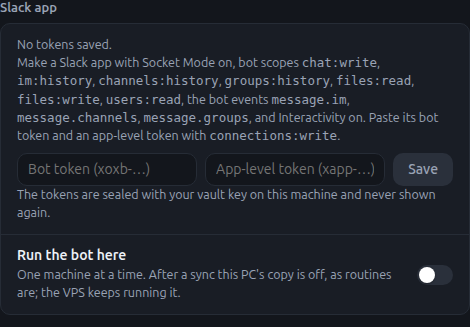 Slack app
No tokens saved.
Make a Slack app with Socket Mode on, bot scopes chat:write,
im:history, channels:history, groups:history, files:read,
files:write, users:read, the bot events message.im,
message.channels, message.groups, and Interactivity on. Paste its bot
token and an app-level token with connections:write.
Bot token (xoxb-…) App-level token (xapp-…) Save
The tokens are sealed with your vault key on this machine and never shown
again.
Run the bot here
One machine at a time. After a sync this PC's copy is off, as routines
are; the VPS keeps running it.